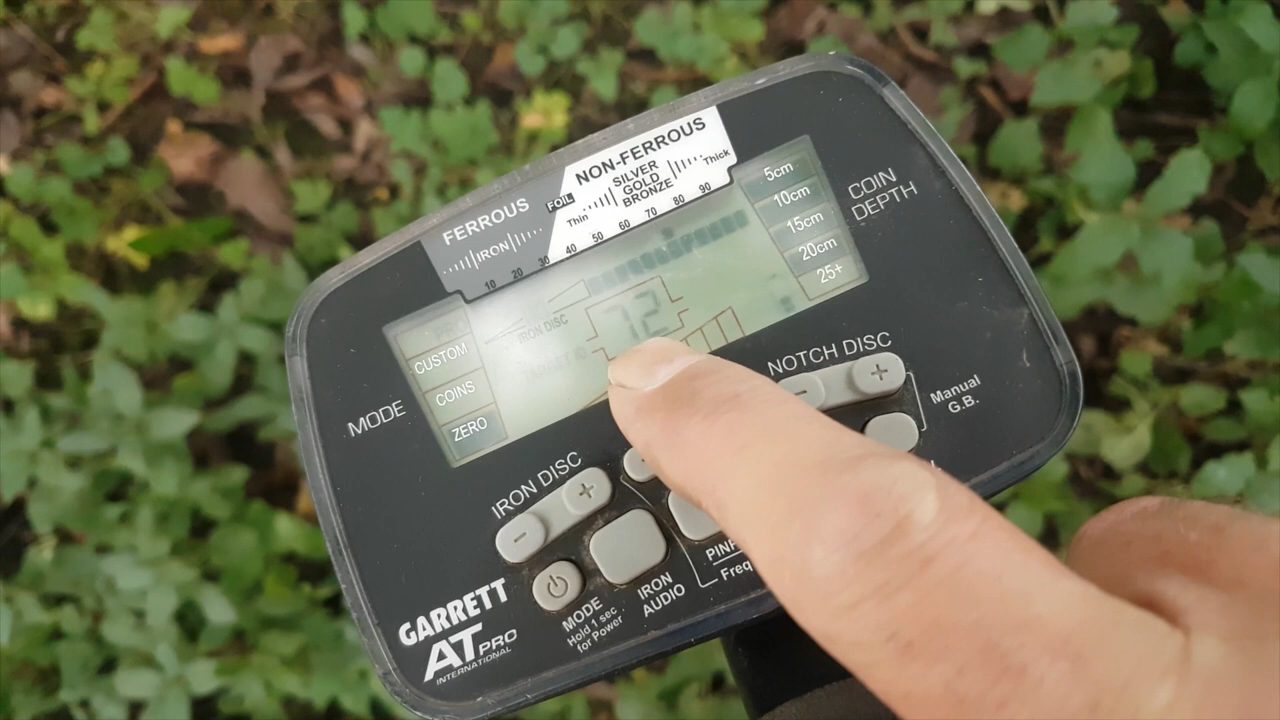 NON-FERROUS
FERROUS
FOIL
SILVER
GOLD
BRONZE
Thin
Thick
IRON
10 20 30 40 50 60 70 80 90
5cm
10cm
15cm
20cm
25+
COIN
DEPTH
MODE
CUSTOM
COINS
ZERO
IRON DISC
72
NOTCH DISC
- +
Manual
G.B.
IRON DISC
- +
MODE
Hold 1 sec
for Power
IRON
AUDIO
GARRETT
AT PRO
INTERNATIONAL